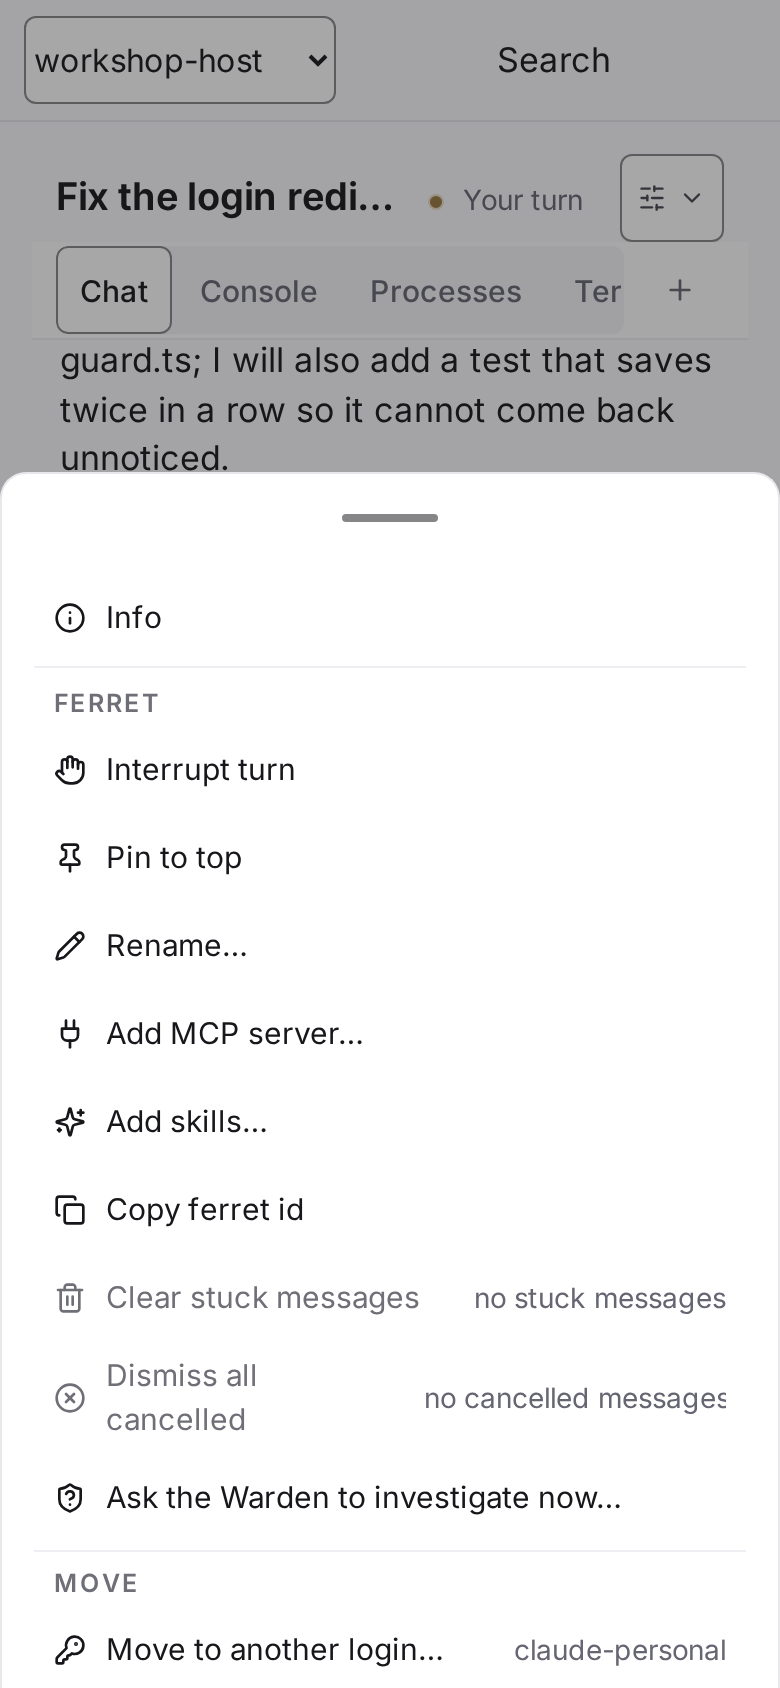 workshop-host
Search
Fix the login redi...
Your turn
Chat
Console
Processes
Ter
guard.ts; I will also add a test that saves
twice in a row so it cannot come back
unnoticed.
Info
FERRET
Interrupt turn
Pin to top
Rename...
Add MCP server...
Add skills...
Copy ferret id
Clear stuck messages
no stuck messages
Dismiss all
cancelled
no cancelled messages
Ask the Warden to investigate now...
MOVE
Move to another login...
claude-personal